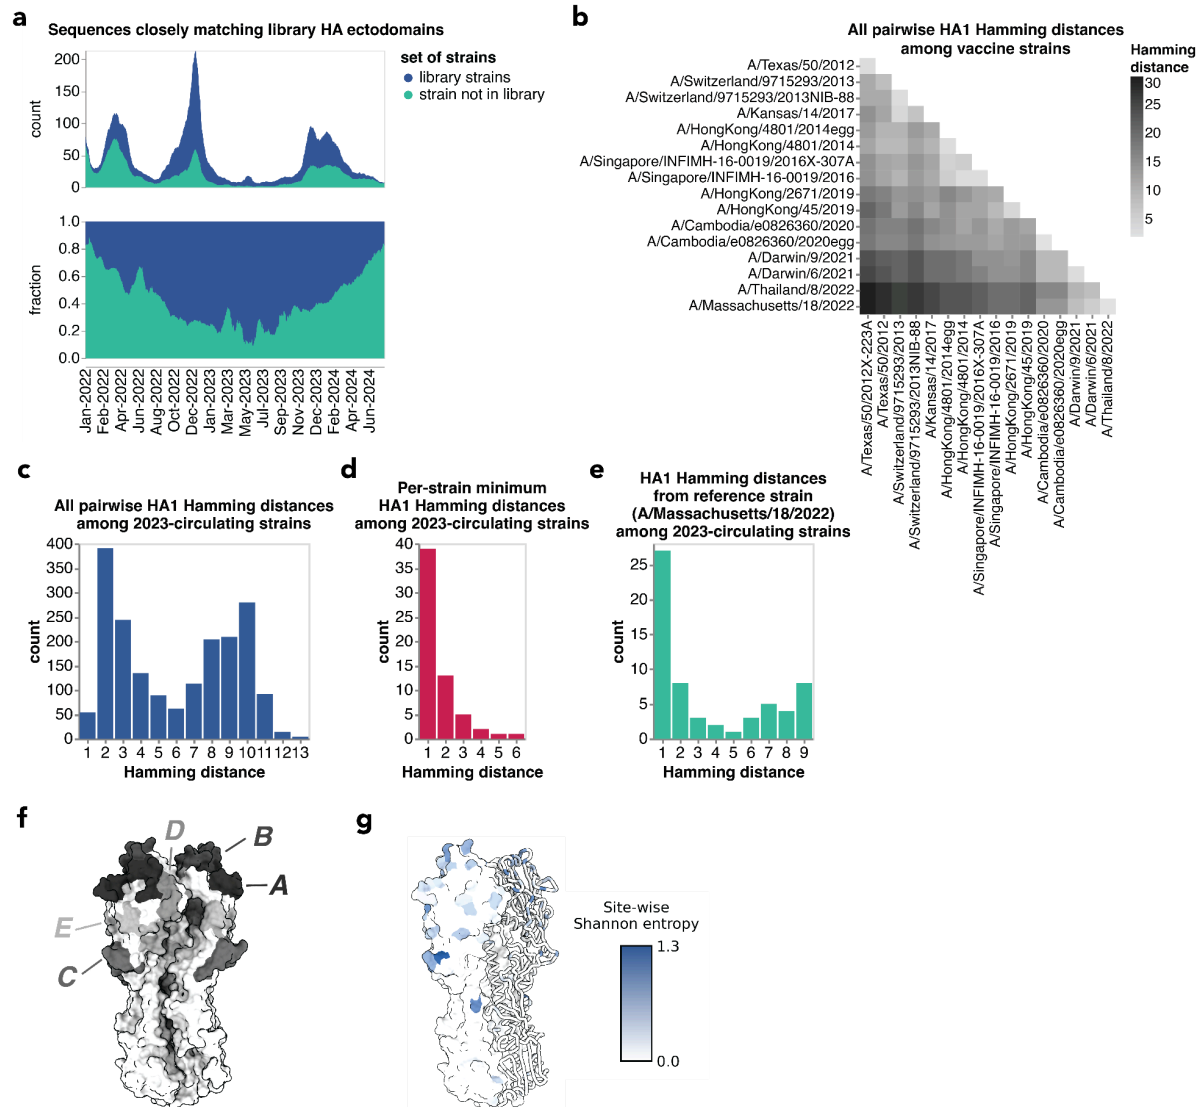 a
Sequences closely matching library HA ectodomains
200
150
100
50
0
count
set of strains
library strains
strain not in library
1.0
0.8
0.6
0.4
0.2
0.0
fraction
Jan-2022
Feb-2022
Apr-2022
Jun-2022
Aug-2022
Oct-2022
Dec-2022
Jan-2023
Mar-2023
May-2023
Jul-2023
Sep-2023
Nov-2023
Dec-2023
Feb-2024
Apr-2024
Jun-2024
b
All pairwise HA1 Hamming distances
among vaccine strains
A/Texas/50/2012
A/Switzerland/9715293/2013
A/Switzerland/9715293/2013NIB-88
A/Kansas/14/2017
A/HongKong/4801/2014egg
A/HongKong/4801/2014
A/Singapore/INFIMH-16-0019/2016X-307A
A/Singapore/INFIMH-16-0019/2016
A/HongKong/2671/2019
A/HongKong/45/2019
A/Cambodia/e0826360/2020
A/Cambodia/e0826360/2020egg
A/Darwin/9/2021
A/Darwin/6/2021
A/Thailand/8/2022
A/Massachusetts/18/2022
A/Texas/50/2012X-223A
A/Texas/50/2012
A/Switzerland/9715293/2013
A/Switzerland/9715293/2013NIB-88
A/Kansas/14/2017
A/HongKong/4801/2014egg
A/HongKong/4801/2014
A/Singapore/INFIMH-16-0019/2016X-307A
A/Singapore/INFIMH-16-0019/2016
A/HongKong/2671/2019
A/HongKong/45/2019
A/Cambodia/e0826360/2020
A/Cambodia/e0826360/2020egg
A/Darwin/9/2021
A/Darwin/6/2021
A/Thailand/8/2022
Hamming
distance
30
25
20
15
10
5
c
All pairwise HA1 Hamming distances
among 2023-circulating strains
400
350
300
250
200
150
100
50
0
count
1 2 3 4 5 6 7 8 9 10 11 12 13
Hamming distance
d
Per-strain minimum
HA1 Hamming distances
among 2023-circulating strains
40
35
30
25
20
15
10
5
0
count
1 2 3 4 5 6
Hamming distance
e
HA1 Hamming distances
from reference strain
(A/Massachusetts/18/2022)
among 2023-circulating strains
25
20
15
10
5
0
count
1 2 3 4 5 6 7 8 9
Hamming distance
f
D
B
A
E
C
g
Site-wise
Shannon entropy
1.3
0.0